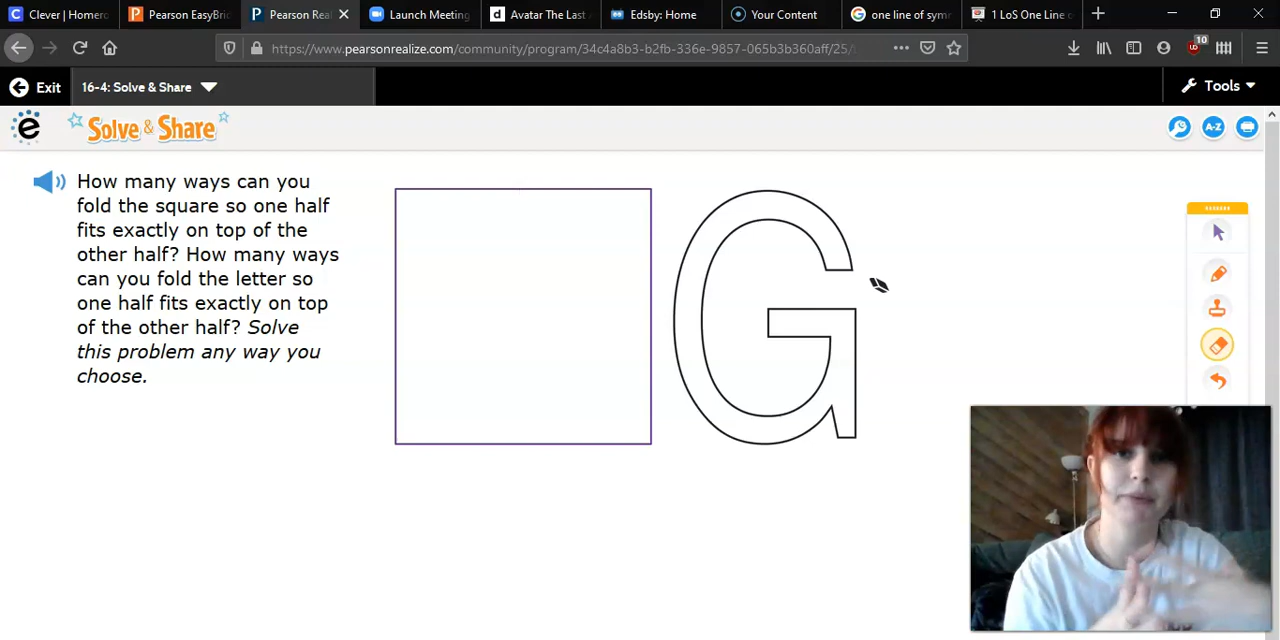 Clever | Homero
Pearson EasyBri
Pearson Rea
Launch Meeting
Avatar The Last
Edsby: Home
Your Content
one line of sym
1 LoS One Line o
https://www.pearsonrealize.com/community/program/34c4a8b3-b2fb-336e-9857-065b3b360aff/25/
10
Exit
16-4: Solve & Share
Tools
e
Solve & Share
A-Z
How many ways can you
fold the square so one half
fits exactly on top of the
other half? How many ways
can you fold the letter so
one half fits exactly on top
of the other half? Solve
this problem any way you
choose.
G